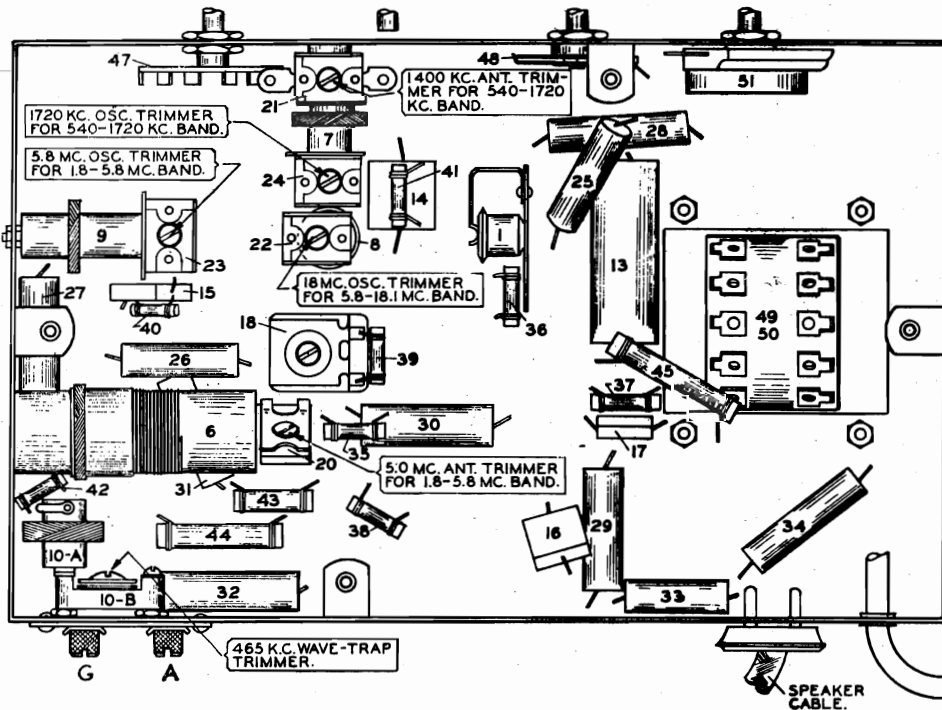 47
48
51
21
1400 KC. ANT. TRIM-
MER FOR 540-1720
KC. BAND.
1720 KC. OSC. TRIMMER
FOR 540-1720 KC. BAND.
7
28
5.8 MC. OSC. TRIMMER
FOR 1.8-5.8 MC. BAND.
24
41
14
25
9
22
8
1
23
13
18 MC. OSC. TRIMMER
FOR 5.8-18.1 MC. BAND.
27
15
40
36
49
50
18
39
26
45
37
6
30
35
17
20
5.0 MC. ANT. TRIMMER
FOR 1.8-5.8 MC. BAND.
42
31
43
38
44
16
29
34
10-A
10-B
32
33
465 K.C. WAVE-TRAP
TRIMMER.
G
A
SPEAKER
CABLE.